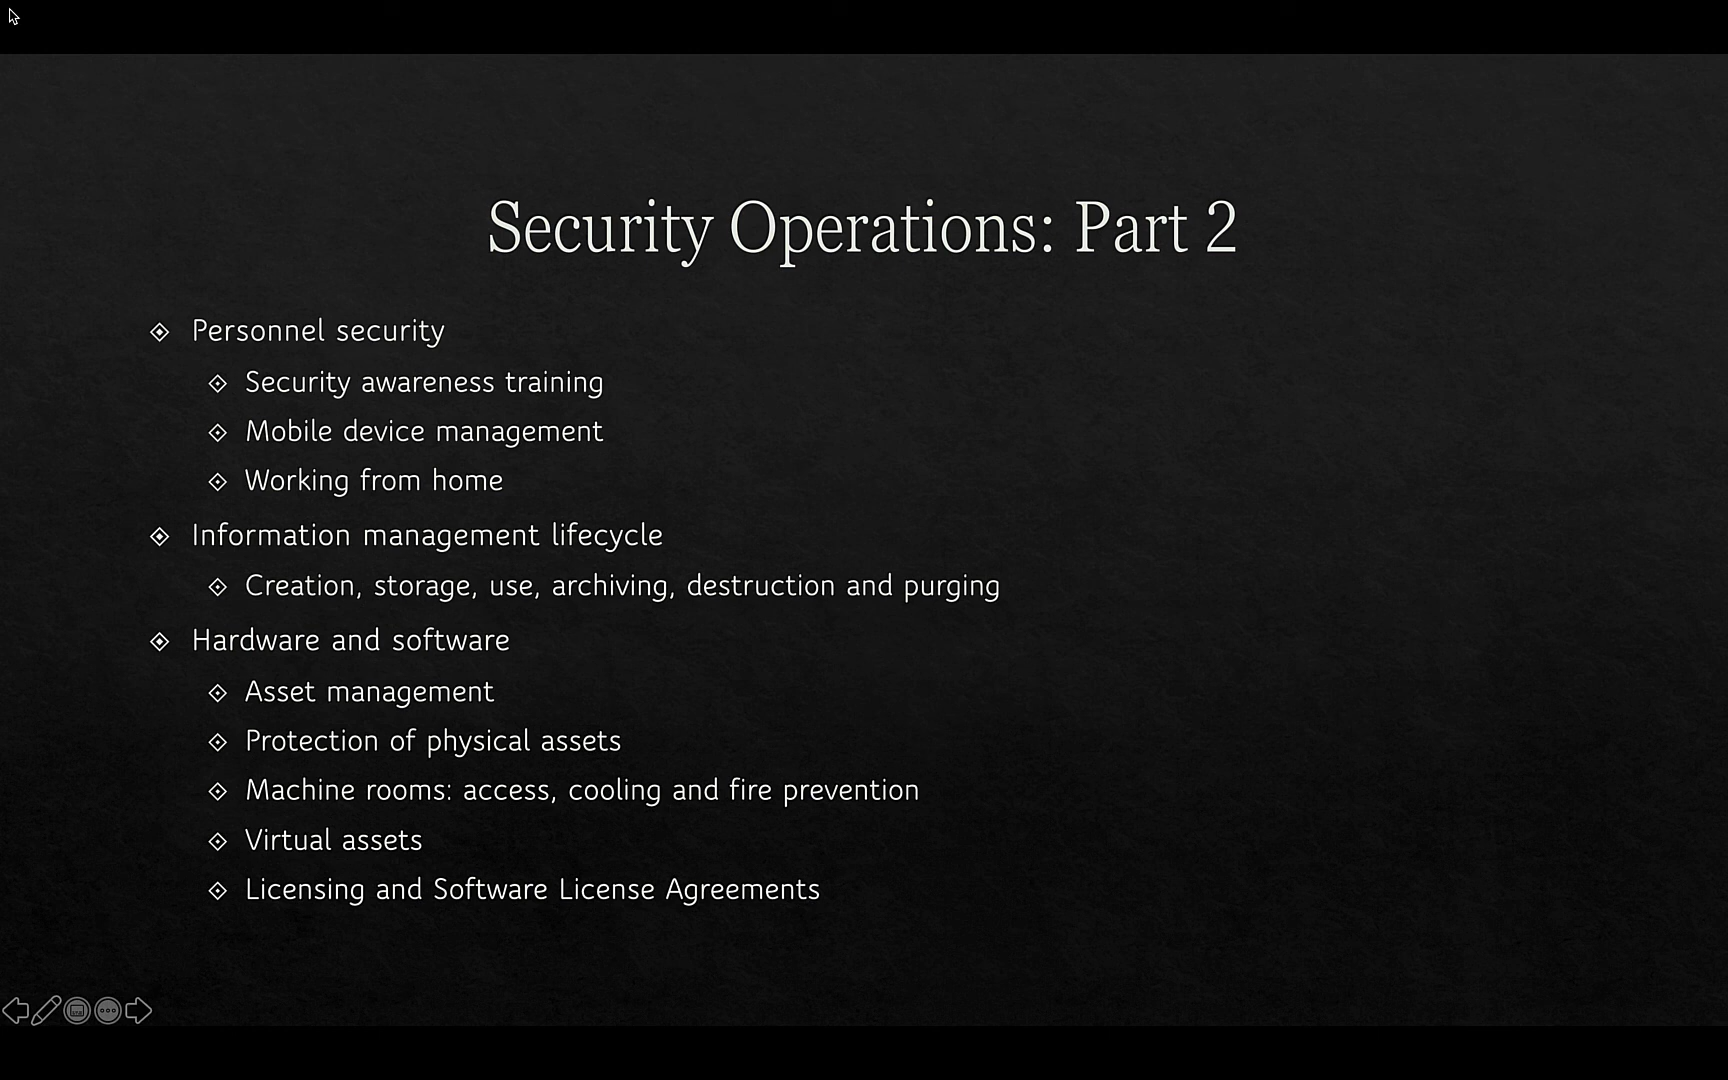 Security Operations: Part 2
Personnel security
Security awareness training
Mobile device management
Working from home
Information management lifecycle
Creation, storage, use, archiving, destruction and purging
Hardware and software
Asset management
Protection of physical assets
Machine rooms: access, cooling and fire prevention
Virtual assets
Licensing and Software License Agreements